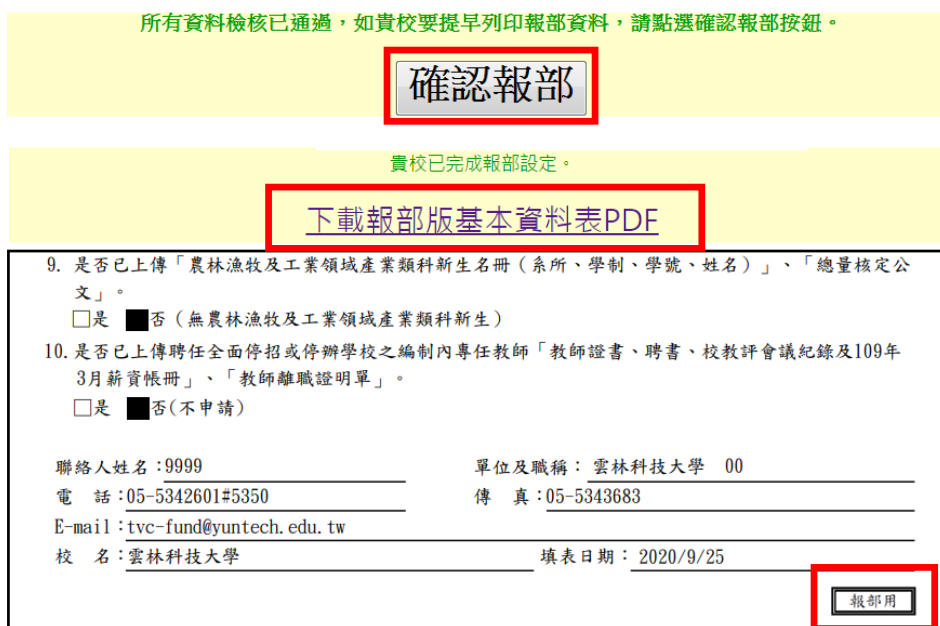 所有資料檢核已通過，如貴校要提早列印報部資料，請點選確認報部按鈕。
確認報部
貴校已完成報部設定。
下載報部版基本資料表PDF
9. 是否已上傳「農林漁牧及工業領域產業類科新生名冊（系所、學制、學號、姓名）」、「總量核定公
文」。
□是 ■否（無農林漁牧及工業領域產業類科新生）
10. 是否已上傳聘任全面停招或停辦學校之編制內專任教師「教師證書、聘書、校教評會議紀錄及109年
3月薪資帳冊」、「教師離職證明單」。
□是 ■否(不申請)
聯絡人姓名：9999 單位及職稱：雲林科技大學 00
電 話：05-5342601#5350 傳 真：05-5343683
E-mail：tvc-fund@yuntech.edu.tw
校 名：雲林科技大學 填表日期：2020/9/25
報部用